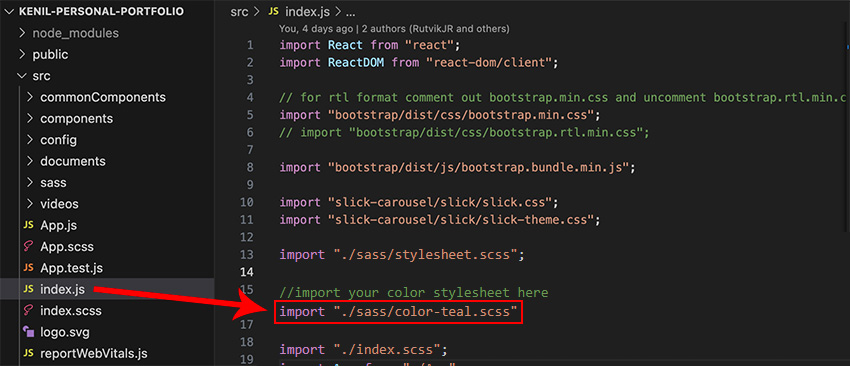 KENIL-PERSONAL-PORTFOLIO
node_modules
public
src
commonComponents
components
config
documents
sass
videos
JS App.js
App.scss
JS App.test.js
JS index.js
index.scss
logo.svg
JS reportWebVitals.js
src > JS index.js > ...
You, 4 days ago | 2 authors (RutvikJR and others)
1 import React from "react";
2 import ReactDOM from "react-dom/client";
3
4 // for rtl format comment out bootstrap.min.css and uncomment bootstrap.rtl.min.c
5 import "bootstrap/dist/css/bootstrap.min.css";
6 // import "bootstrap/dist/css/bootstrap.rtl.min.css";
7
8 import "bootstrap/dist/js/bootstrap.bundle.min.js";
9
10 import "slick-carousel/slick/slick.css";
11 import "slick-carousel/slick/slick-theme.css";
12
13 import "./sass/stylesheet.scss";
14
15 //import your color stylesheet here
16 import "./sass/color-teal.scss"
17
18 import "./index.scss";
19